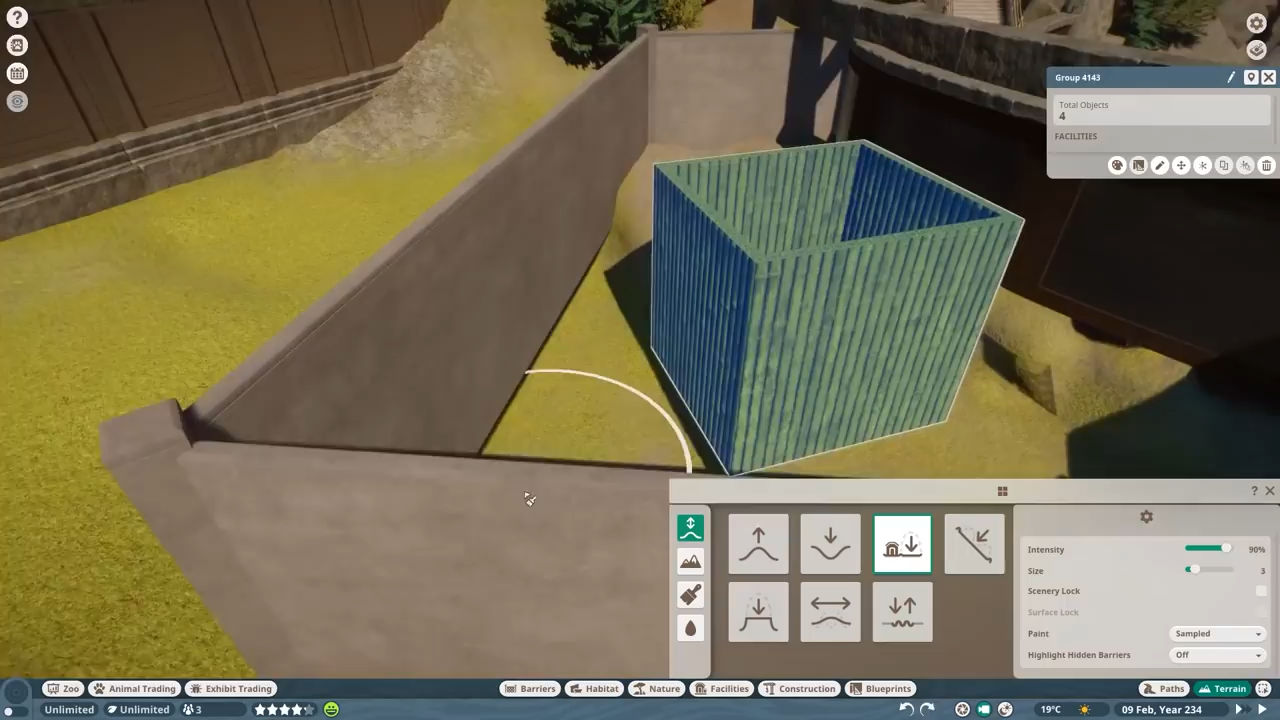 ?
Group 4143
Total Objects
4
FACILITIES
?
Intensity 90%
Size 3
Scenery Lock
Surface Lock
Paint Sampled
Highlight Hidden Barriers Off
Zoo Animal Trading Exhibit Trading Barriers Habitat Nature Facilities Construction Blueprints Paths Terrain
Unlimited Unlimited 3 19°C 09 Feb, Year 234